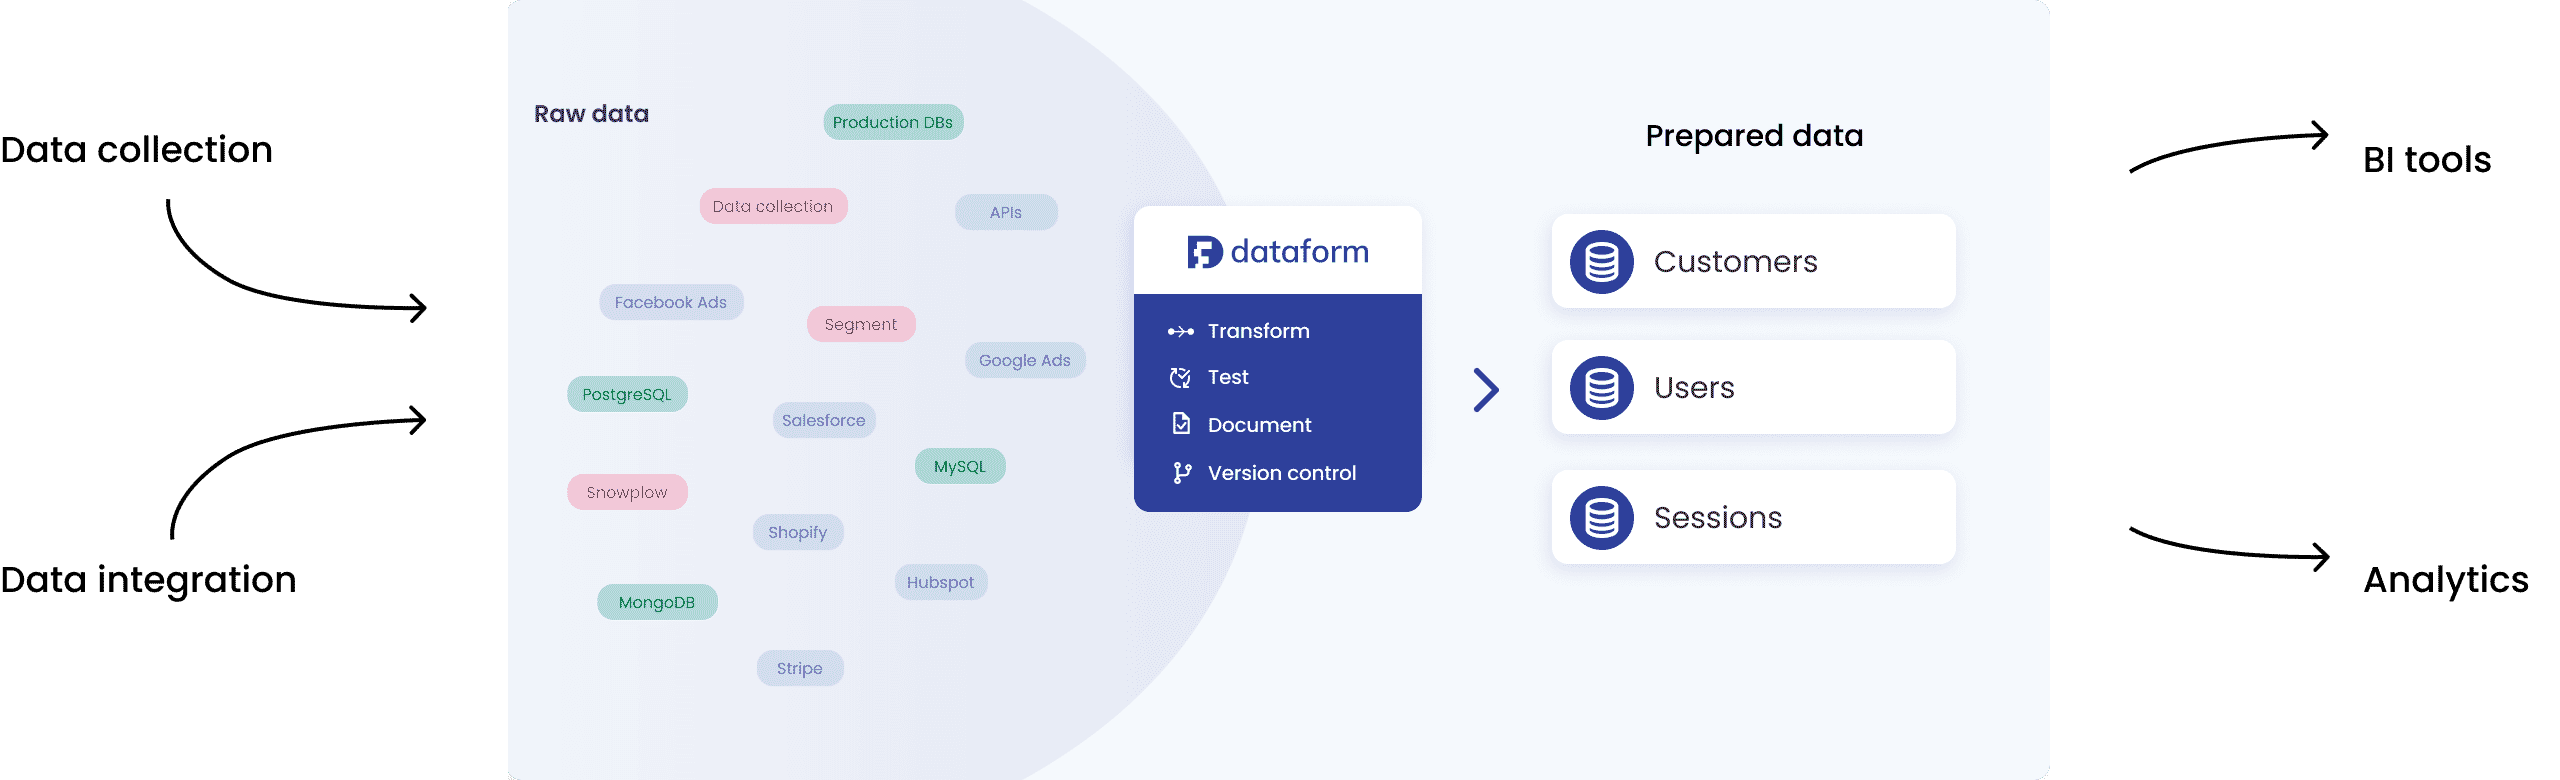 Data collection
Data integration
Raw data
Production DBs
Data collection
APIs
Facebook Ads
Segment
Google Ads
PostgreSQL
Salesforce
MySQL
Snowplow
Shopify
Hubspot
MongoDB
Stripe
dataform
Transform
Test
Document
Version control
Prepared data
Customers
Users
Sessions
BI tools
Analytics